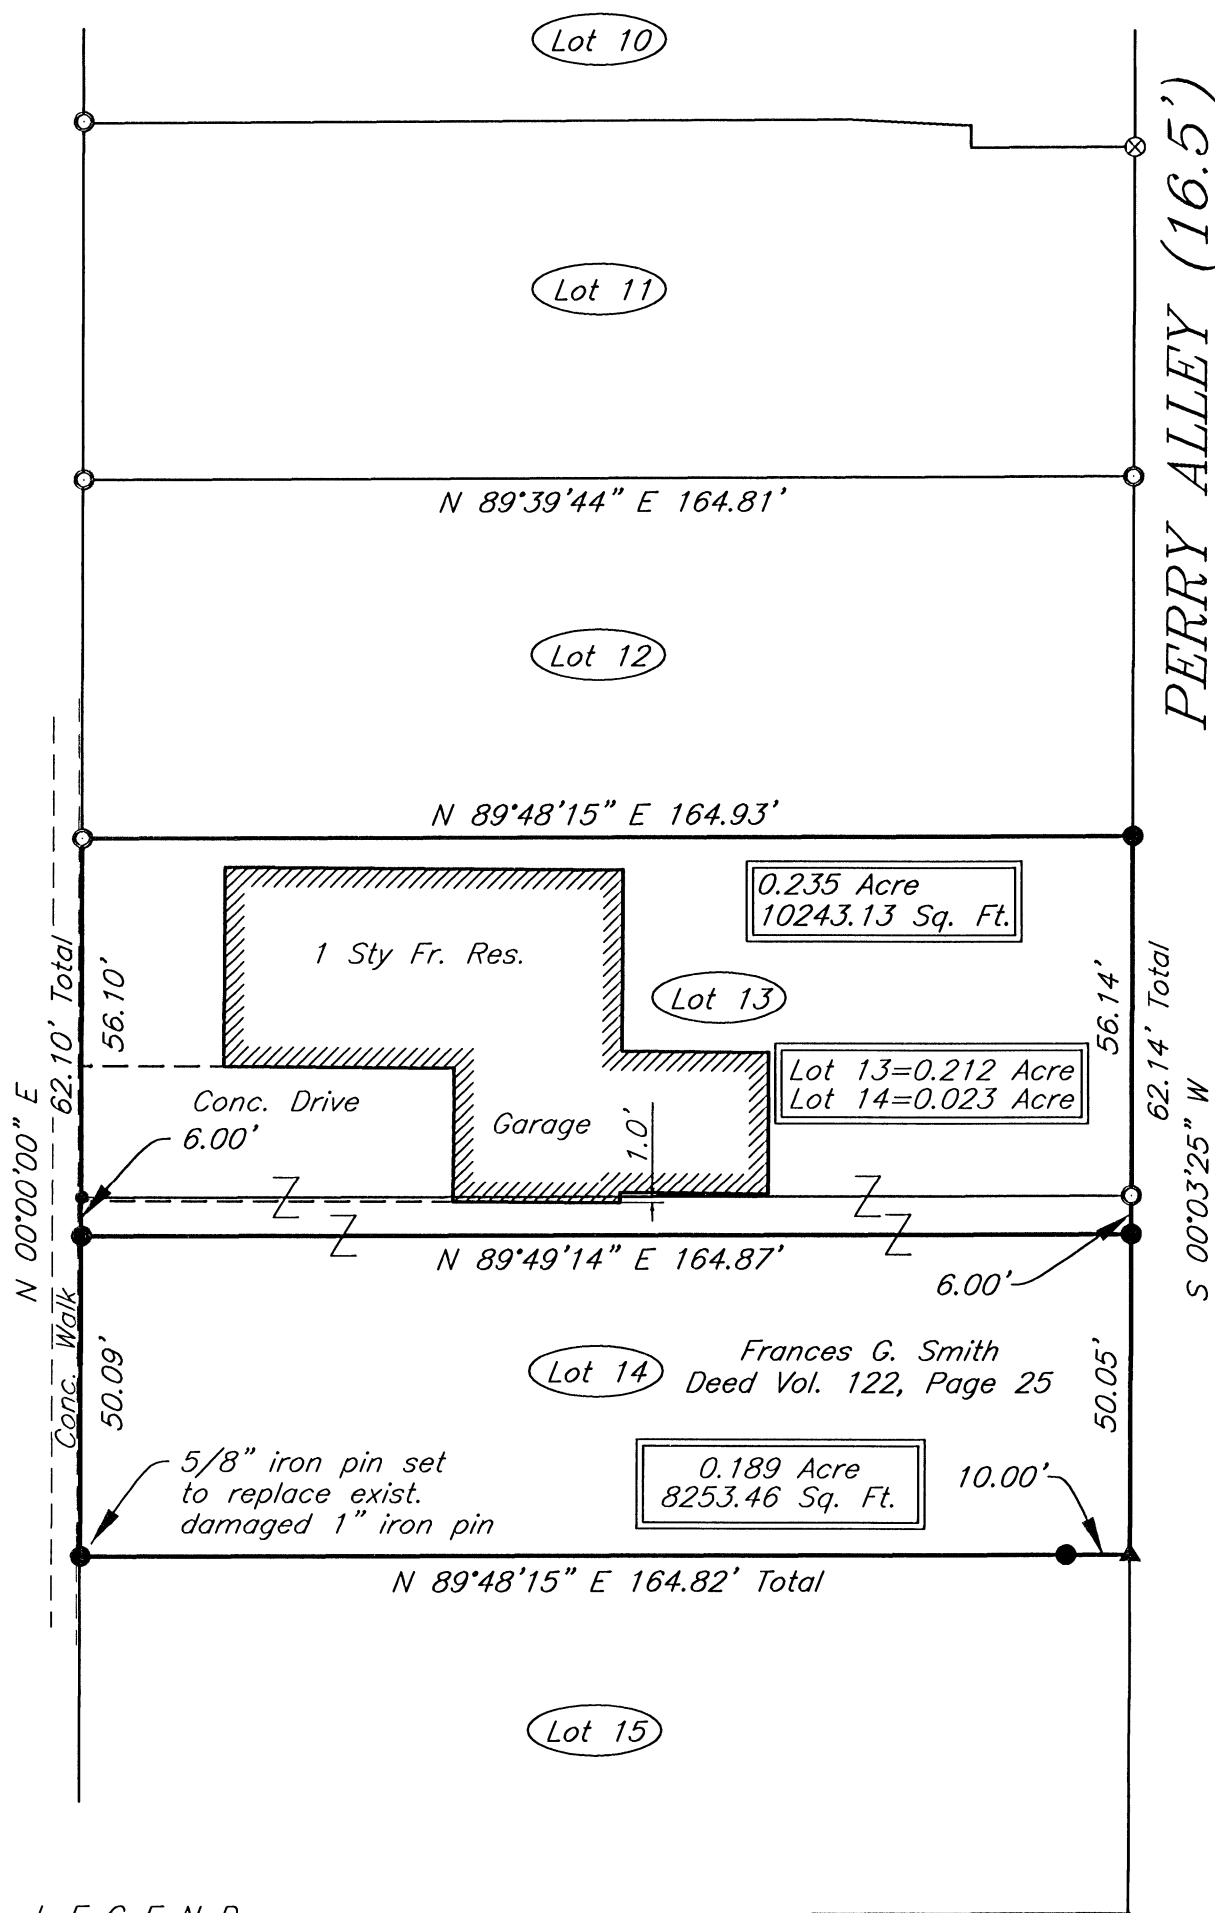 Lot 10
PERRY ALLEY (16.5')
Lot 11
N 89°39'44" E 164.81'
Lot 12
N 89°48'15" E 164.93'
0.235 Acre
10243.13 Sq. Ft.
1 Sty Fr. Res.
Lot 13
62.10' Total
56.10'
56.14'
62.14' Total
Lot 13=0.212 Acre
Lot 14=0.023 Acre
Conc. Drive
6.00'
Garage
1.0'
N 00°00'00" E
S 00°03'25" W
N 89°49'14" E 164.87'
6.00'
Conc. Walk
50.09'
Lot 14
Frances G. Smith
Deed Vol. 122, Page 25
50.05'
5/8" iron pin set
to replace exist.
damaged 1" iron pin
0.189 Acre
8253.46 Sq. Ft.
10.00'
N 89°48'15" E 164.82' Total
Lot 15
LEGEND